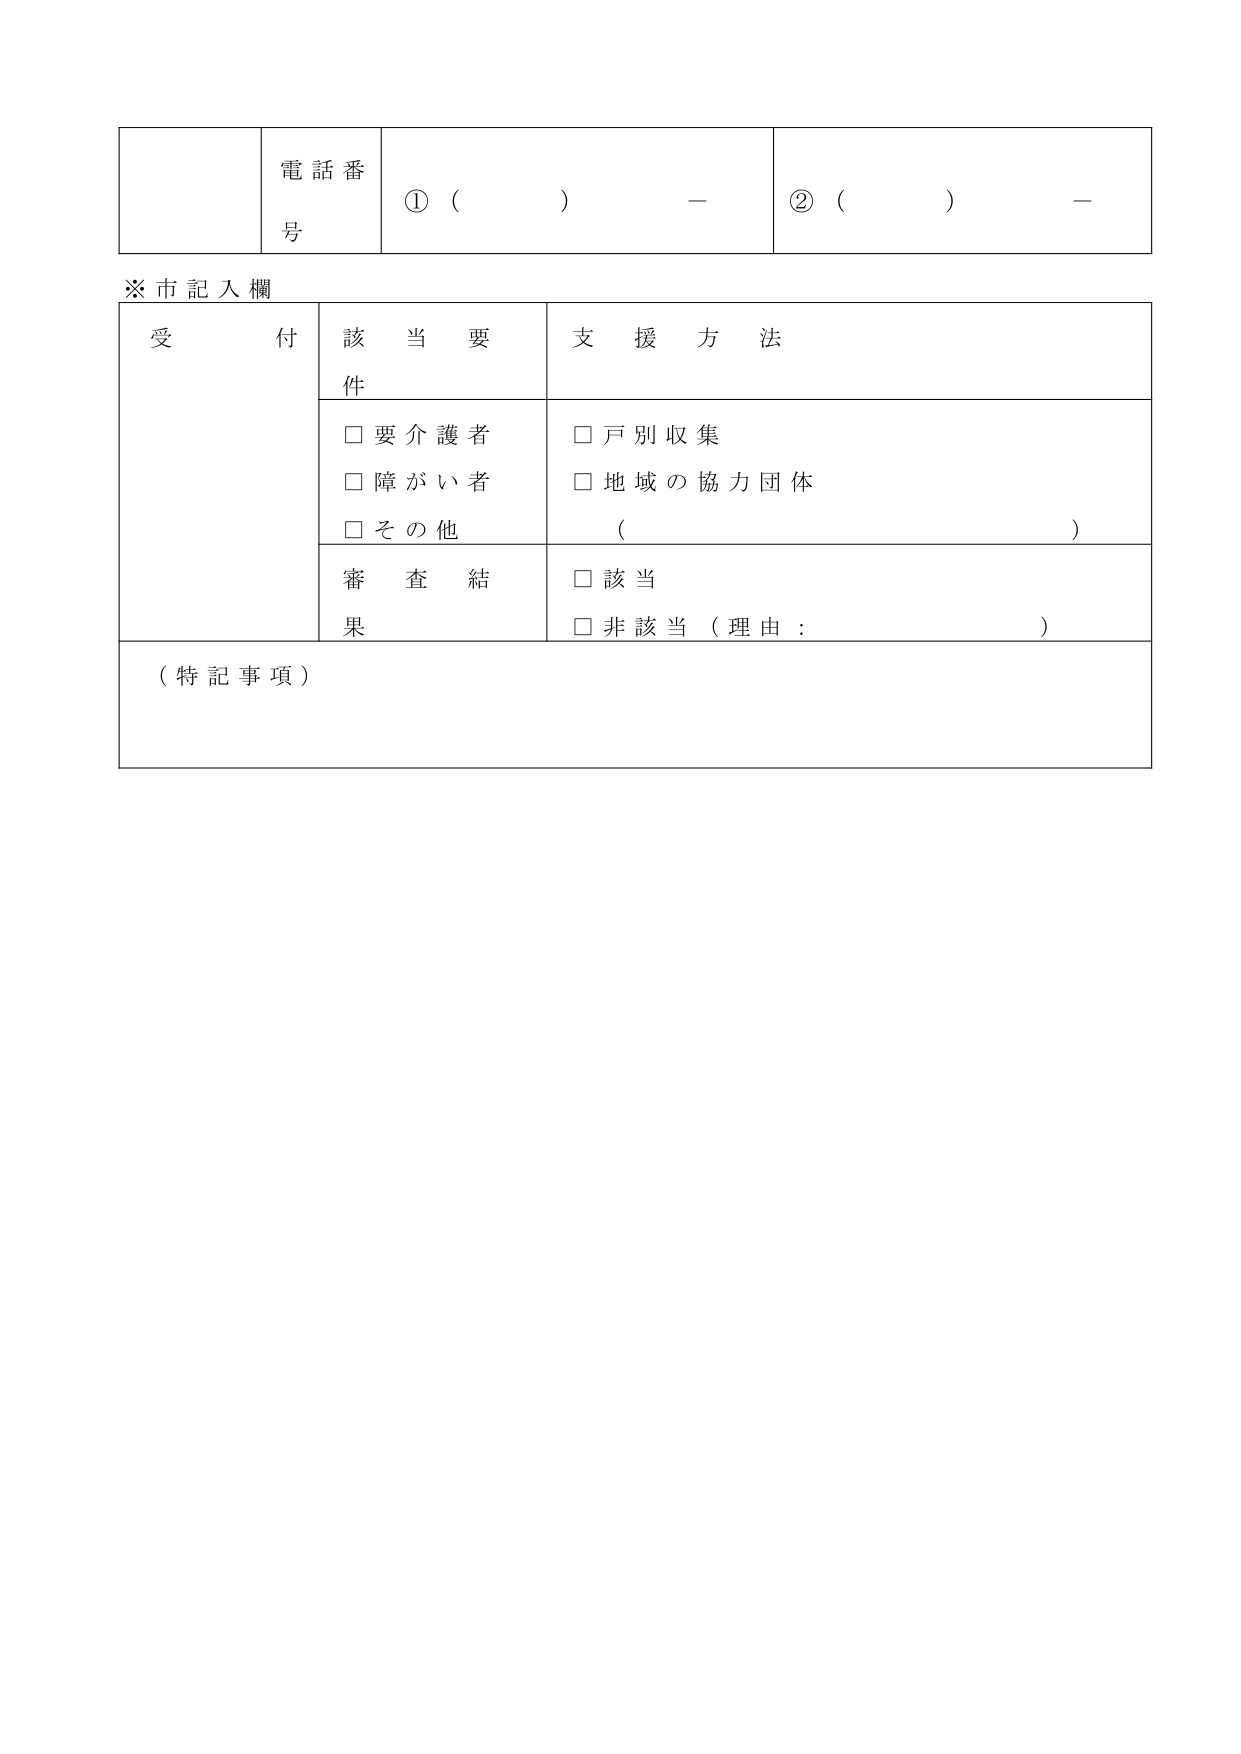 電話番
号
①（　　　）　　　－
②（　　　）　　　－
※市記入欄
受　　　付
該　当　要
件
支　援　方　法
□要介護者
□障がい者
□その他
□戸別収集
□地域の協力団体
（　　　　　　　　　　　　　　）
審　査　結
果
□該当
□非該当（理由：　　　　　　　）
（特記事項）